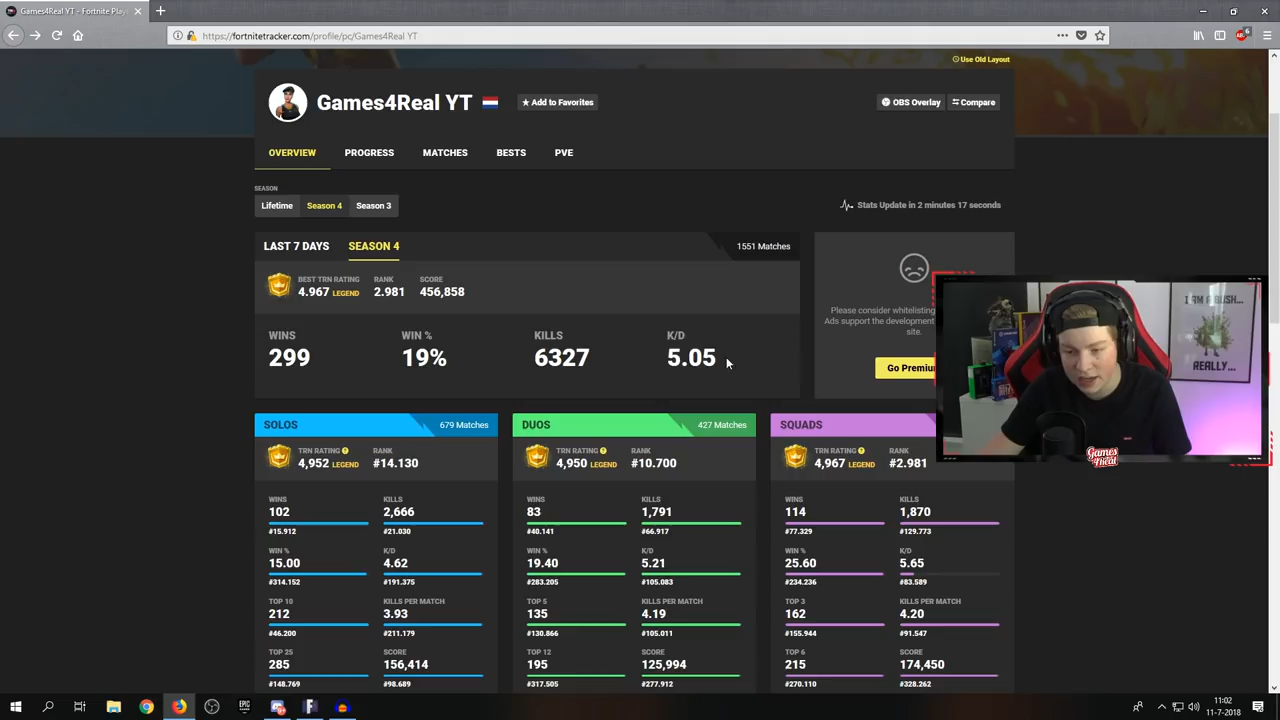 Games4Real YT - Fortnite Play
https://fortnitetracker.com/profile/pc/Games4Real YT
Use Old Layout
Games4Real YT
★ Add to Favorites
OBS Overlay
Compare
OVERVIEW PROGRESS MATCHES BESTS PVE
SEASON
Lifetime Season 4 Season 3
Stats Update in 2 minutes 17 seconds
LAST 7 DAYS SEASON 4 1551 Matches
BEST TRN RATING RANK SCORE
4.967 LEGEND 2.981 456,858
WINS WIN % KILLS K/D
299 19% 6327 5.05
Please consider whitelisting
Ads support the development
site.
Go Premium
I AM A BUSH...
REALLY...
Games
4Real
SOLOS 679 Matches
TRN RATING RANK
4,952 LEGEND #14.130
WINS KILLS
102 2,666
#15.912 #21.030
WIN % K/D
15.00 4.62
#314.152 #191.375
TOP 10 KILLS PER MATCH
212 3.93
#46.200 #211.179
TOP 25 SCORE
285 156,414
#148.769 #98.689
DUOS 427 Matches
TRN RATING RANK
4,950 LEGEND #10.700
WINS KILLS
83 1,791
#40.141 #66.917
WIN % K/D
19.40 5.21
#283.205 #105.083
TOP 5 KILLS PER MATCH
135 4.19
#130.866 #105.011
TOP 12 SCORE
195 125,994
#317.505 #277.912
SQUADS
TRN RATING RANK
4,967 LEGEND #2.981
WINS KILLS
114 1,870
#77.329 #129.773
WIN % K/D
25.60 5.65
#234.236 #83.589
TOP 3 KILLS PER MATCH
162 4.20
#155.944 #91.547
TOP 6 SCORE
215 174,450
#270.110 #328.262
EPIC
11:02
11-7-2018